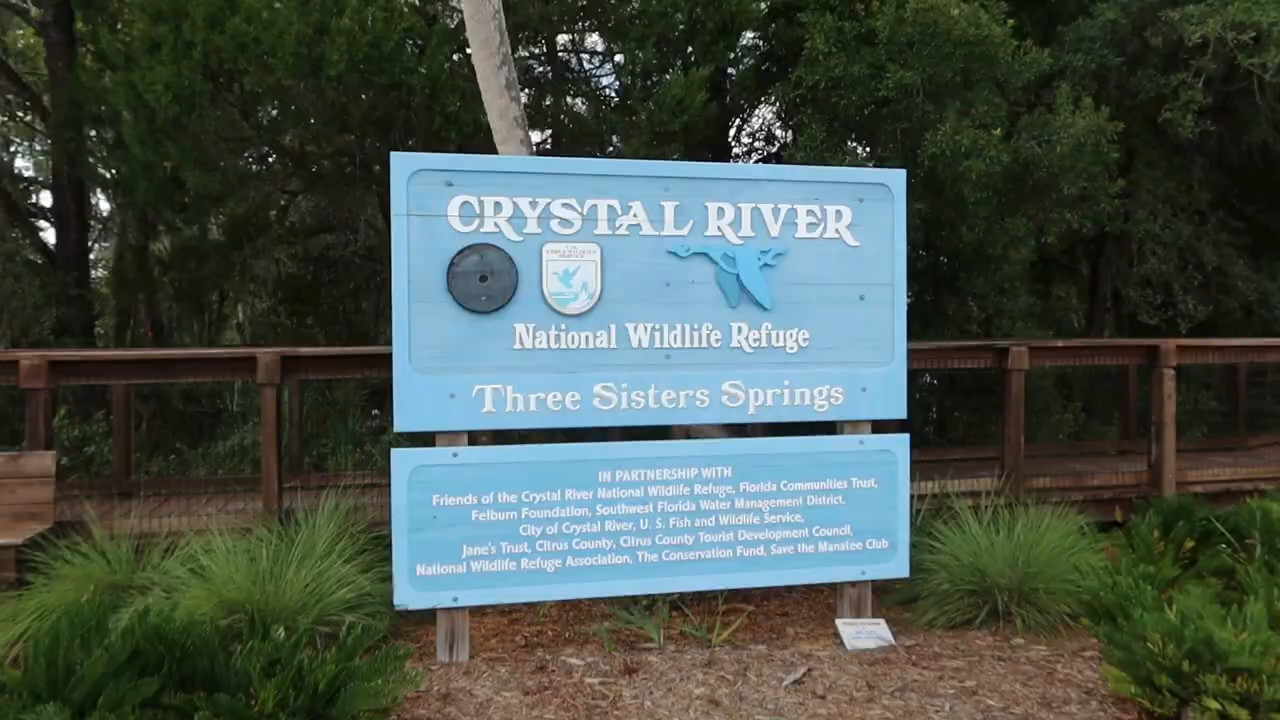 CRYSTAL RIVER
National Wildlife Refuge
Three Sisters Springs
IN PARTNERSHIP WITH
Friends of the Crystal River National Wildlife Refuge, Florida Communities Trust,
Felburn Foundation, Southwest Florida Water Management District,
City of Crystal River, U. S. Fish and Wildlife Service,
Jane's Trust, Citrus County, Citrus County Tourist Development Council,
National Wildlife Refuge Association, The Conservation Fund, Save the Manatee Club